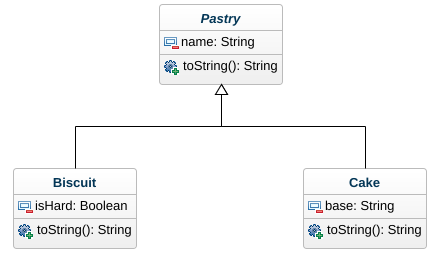 Pastry
name: String
toString(): String
Biscuit
isHard: Boolean
toString(): String
Cake
base: String
toString(): String